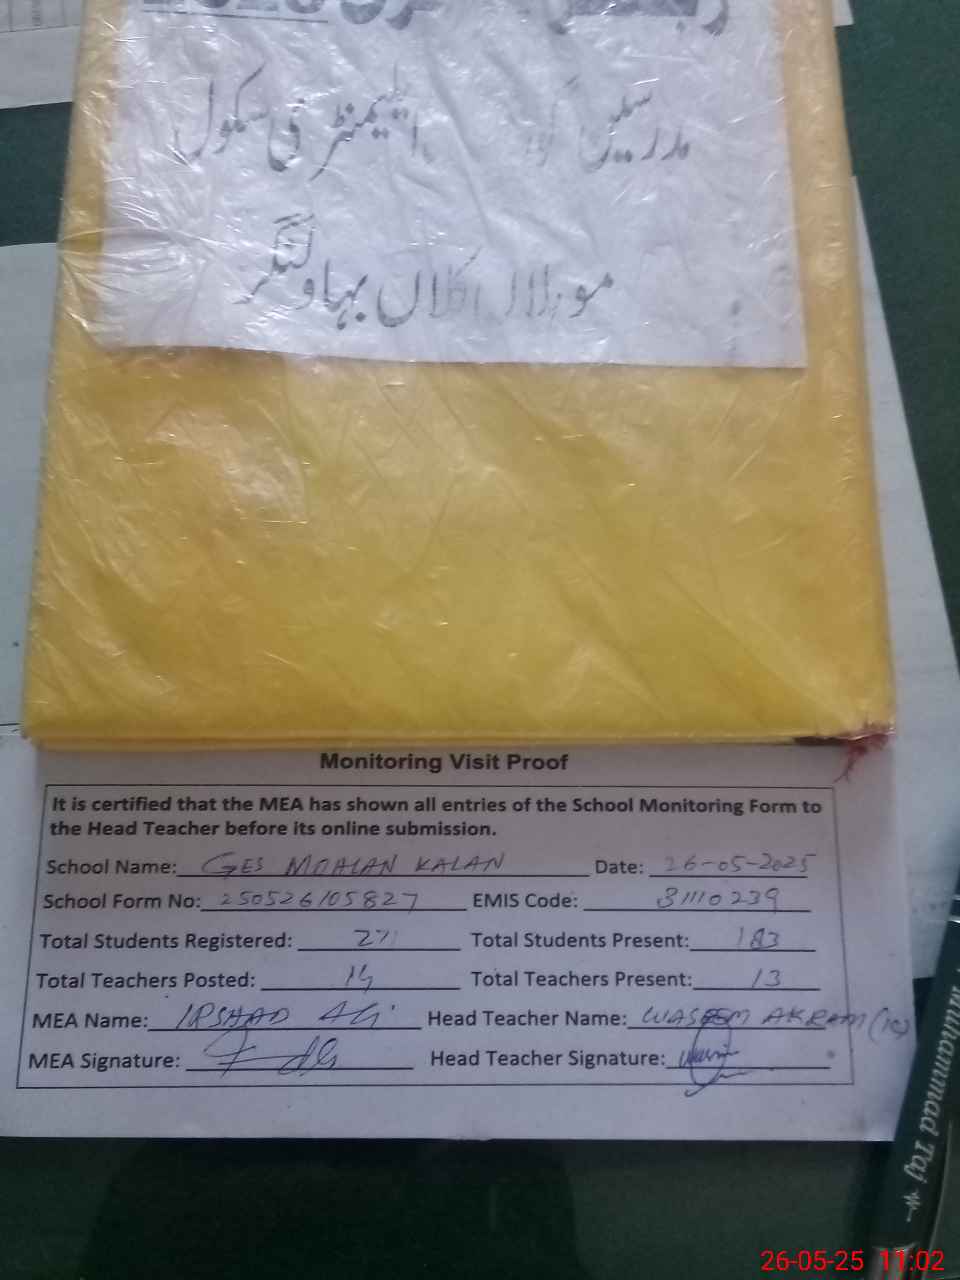 مدرسین گور ایلیمنٹری سکول
موہلاں کلاں بہاولنگر
Monitoring Visit Proof
It is certified that the MEA has shown all entries of the School Monitoring Form to
the Head Teacher before its online submission.
School Name: GES MOHLAN KALAN Date: 26-05-2025
School Form No: 250526105827 EMIS Code: 31110239
Total Students Registered: Total Students Present: 183
Total Teachers Posted: 14 Total Teachers Present: 13
MEA Name: IRSHAD ALi Head Teacher Name: WASEEM AKRAM
MEA Signature: Head Teacher Signature:
Muhammad Taj
26-05-25 11:02